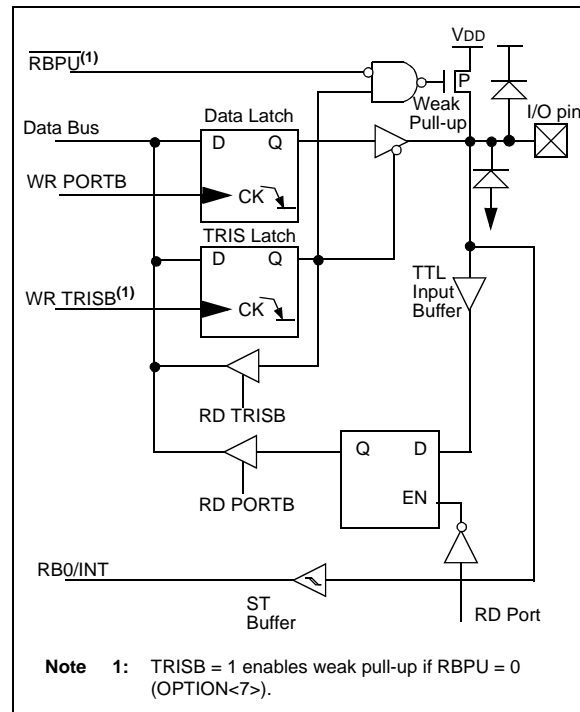 VDD
RBPU(1)
P
Weak
Pull-up
I/O pin
Data Latch
Data Bus
D Q
WR PORTB
CK
TRIS Latch
D Q
WR TRISB(1)
CK
TTL
Input
Buffer
RD TRISB
Q D
EN
RD PORTB
RB0/INT
ST
Buffer
RD Port
Note 1: TRISB = 1 enables weak pull-up if RBPU = 0
(OPTION<7>).